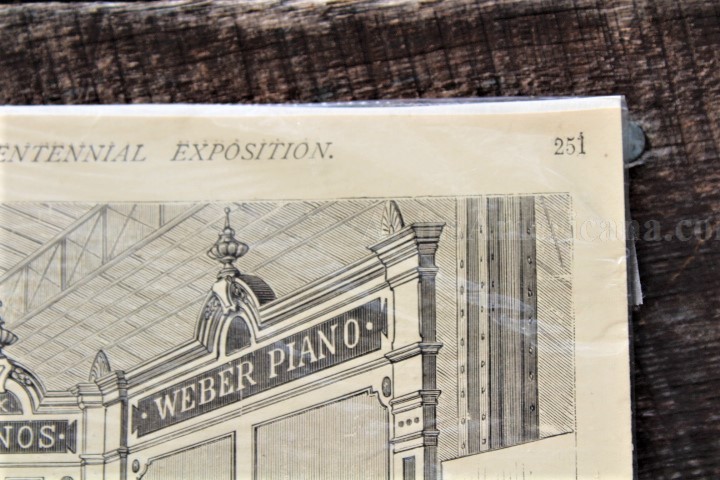 ENTENNIAL EXPOSITION. 251
WEBER PIANO
NOS